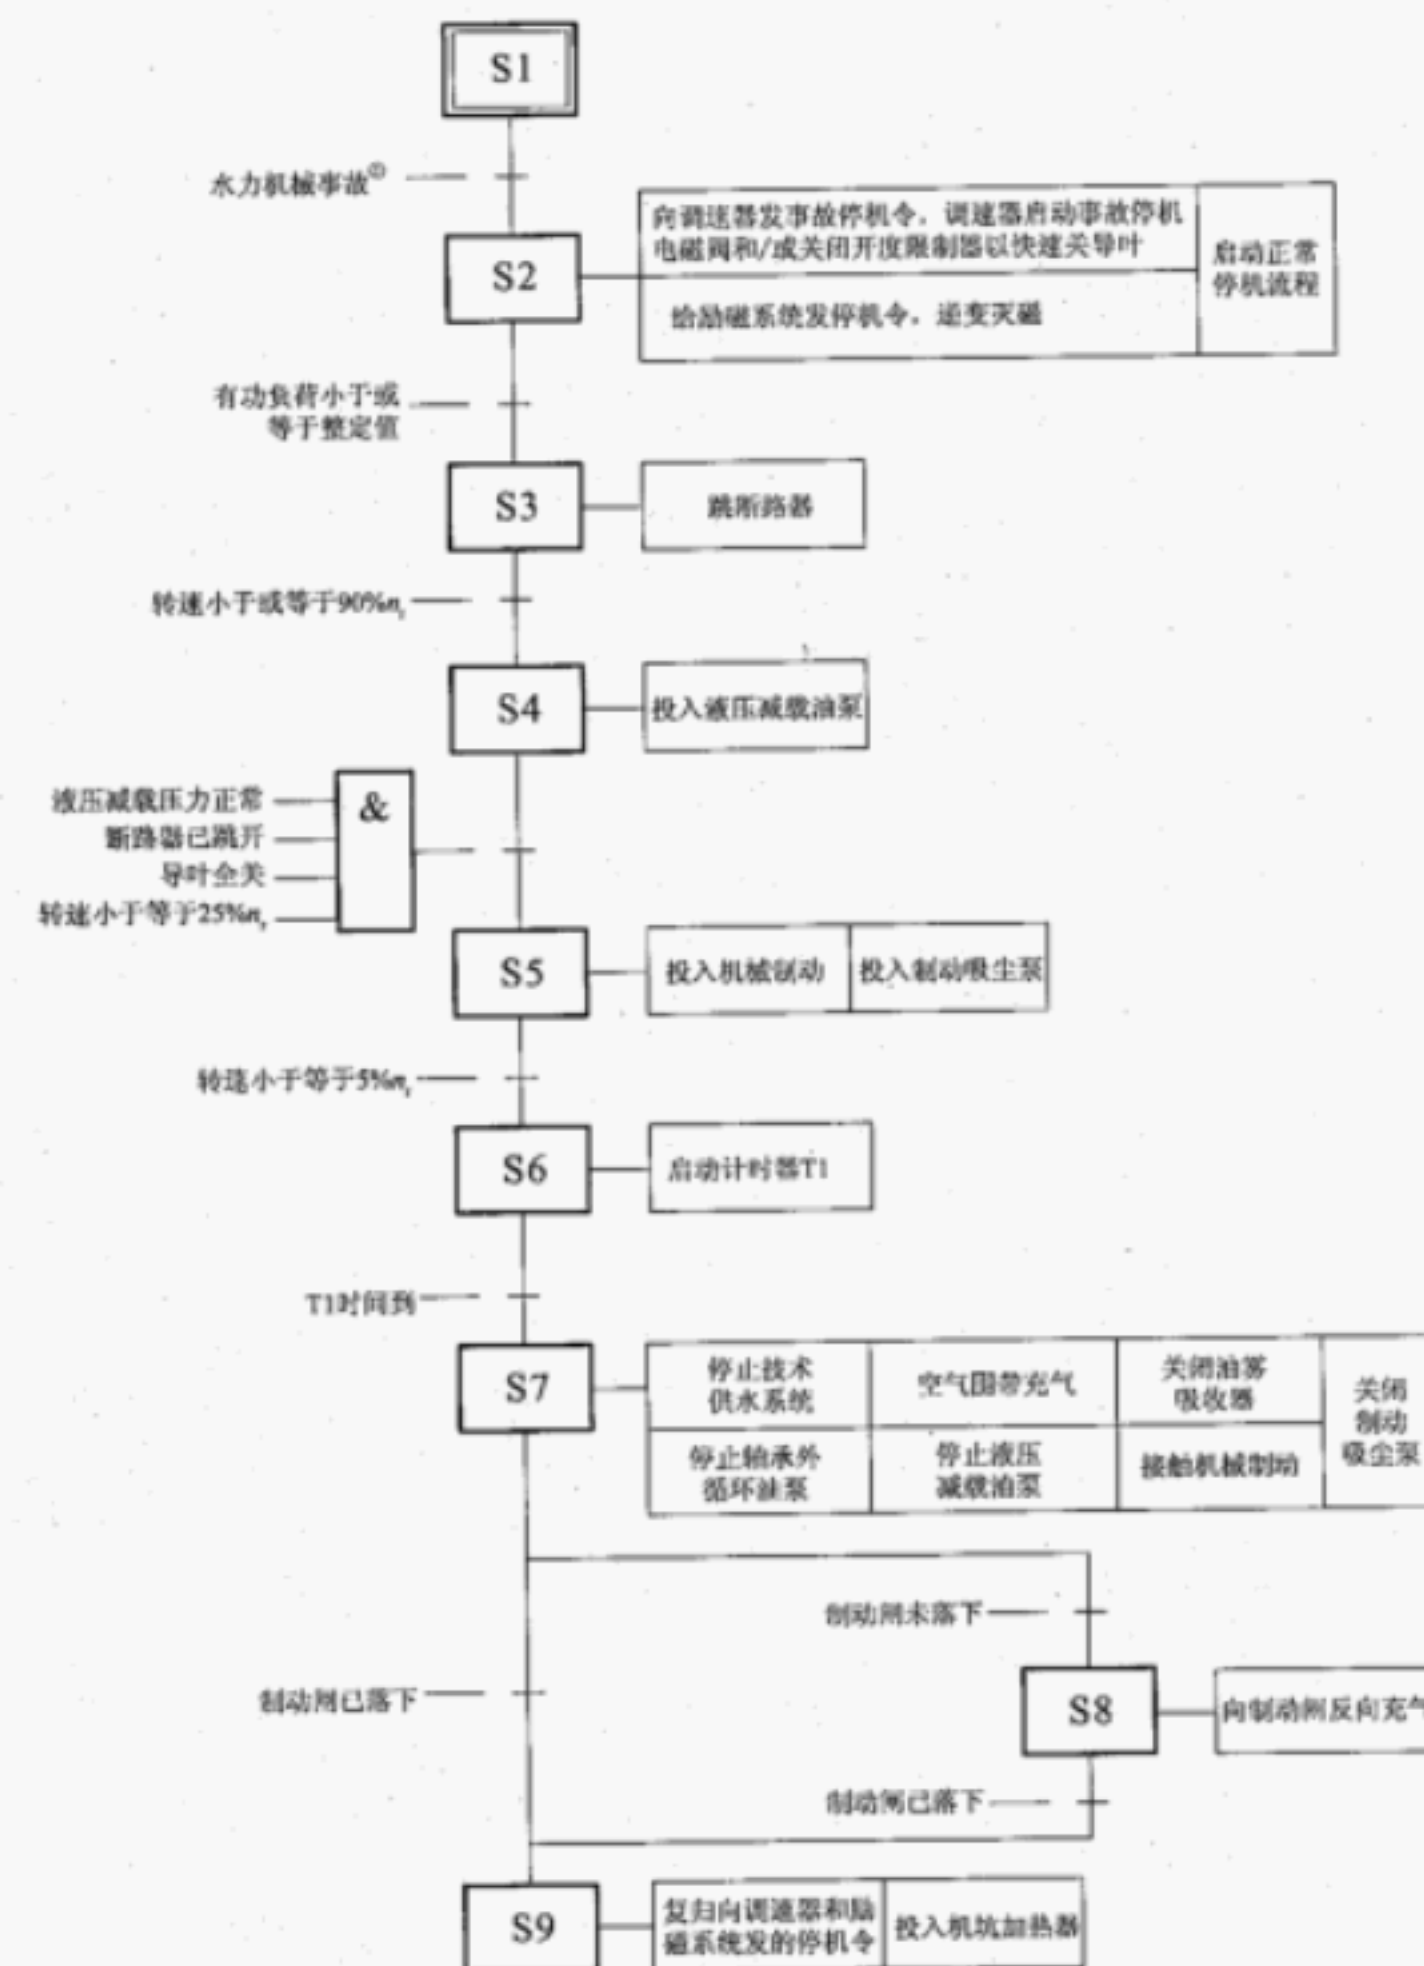 S1
水力机械事故②
S2
向调速器发事故停机令，调速器启动事故停机
电磁阀和/或关闭开度限制器以快速关导叶
给励磁系统发停机令，逆变灭磁
启动正常
停机流程
有功负荷小于或
等于整定值
S3
跳断路器
转速小于或等于90%nr
S4
投入液压减载油泵
液压减载压力正常
断路器已跳开
导叶全关
转速小于等于25%nr
&
S5
投入机械制动
投入制动吸尘泵
转速小于等于5%nr
S6
启动计时器T1
T1时间到
S7
停止技术
供水系统
空气围带充气
关闭油雾
吸收器
关闭
制动
吸尘泵
停止轴承外
循环油泵
停止液压
减载油泵
接触机械制动
制动闸未落下
制动闸已落下
S8
向制动闸反向充气
制动闸已落下
S9
复归向调速器和励
磁系统发的停机令
投入机坑加热器